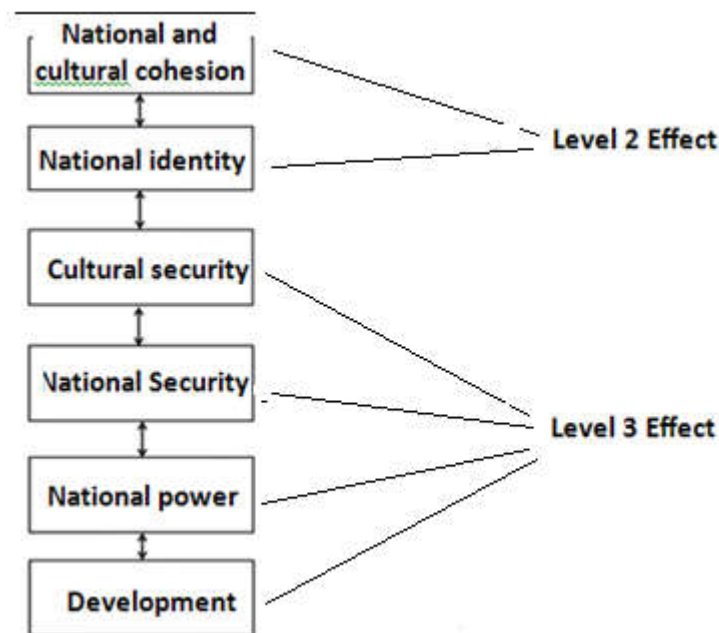 National and
cultural cohesion
Level 2 Effect
National identity
Cultural security
National Security
Level 3 Effect
National power
Development